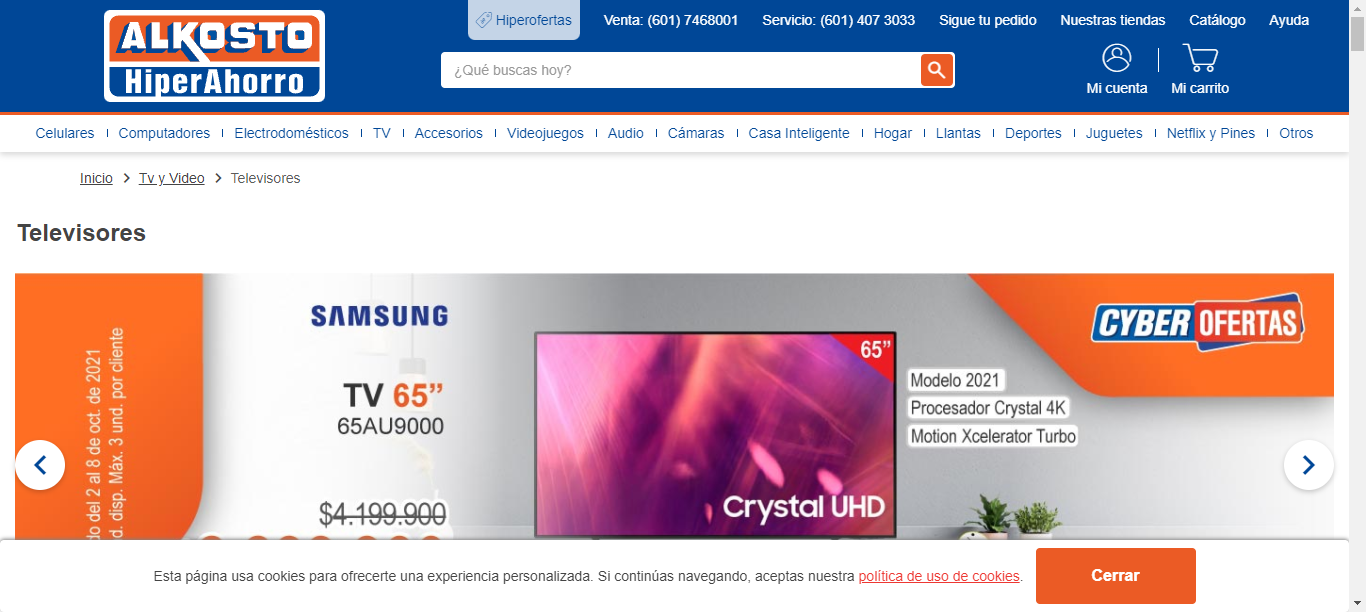 ALKOSTO
HiperAhorro
Hiperofertas
Venta: (601) 7468001
Servicio: (601) 407 3033
Sigue tu pedido
Nuestras tiendas
Catálogo
Ayuda
¿Qué buscas hoy?
Mi cuenta
Mi carrito
Celulares
Computadores
Electrodomésticos
TV
Accesorios
Videojuegos
Audio
Cámaras
Casa Inteligente
Hogar
Llantas
Deportes
Juguetes
Netflix y Pines
Otros
Inicio
Tv y Video
Televisores
Televisores
do del 2 al 8 de oct. de 2021
d. disp. Máx. 3 und. por cliente
SAMSUNG
TV 65”
65AU9000
$4.199.900
65”
Crystal UHD
Modelo 2021
Procesador Crystal 4K
Motion Xcelerator Turbo
CYBER OFERTAS
Esta página usa cookies para ofrecerte una experiencia personalizada. Si continúas navegando, aceptas nuestra política de uso de cookies.
Cerrar